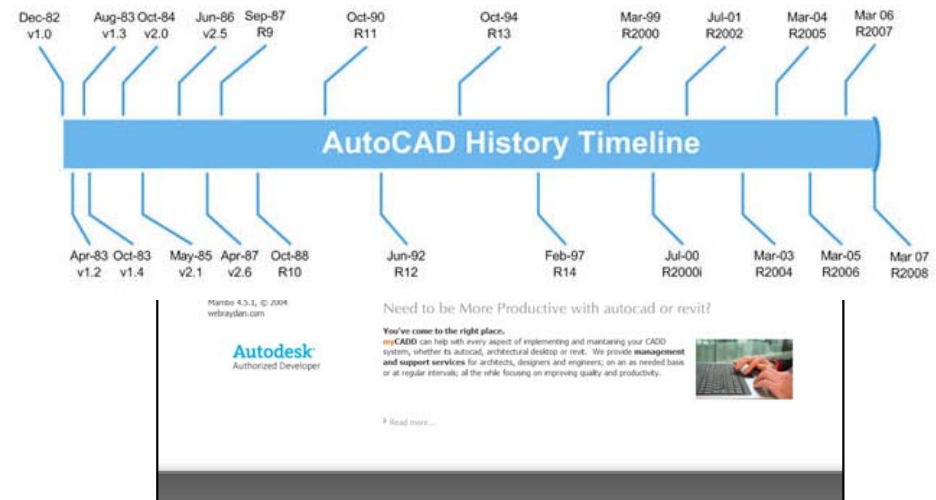 Dec-82 Aug-83 Oct-84 Jun-86 Sep-87 Oct-90 Oct-94 Mar-99 Jul-01 Mar-04 Mar 06
v1.0 v1.3 v2.0 v2.5 R9 R11 R13 R2000 R2002 R2005 R2007
AutoCAD History Timeline
Apr-83 Oct-83 May-85 Apr-87 Oct-88 Jun-92 Feb-97 Jul-00 Mar-03 Mar-05 Mar 07
v1.2 v1.4 v2.1 v2.6 R10 R12 R14 R2000i R2004 R2006 R2008
Mambo 4.5.1, © 2004
webraydian.com
Autodesk
Authorized Developer
Need to be More Productive with autocad or revit?
You've come to the right place.
myCADD can help with every aspect of implementing and maintaining your CADD
system, whether its autocad, architectural desktop or revit. We provide management
and support services for architects, designers and engineers; on an as needed basis
or at regular intervals; all the while focusing on improving quality and productivity.
Read more...